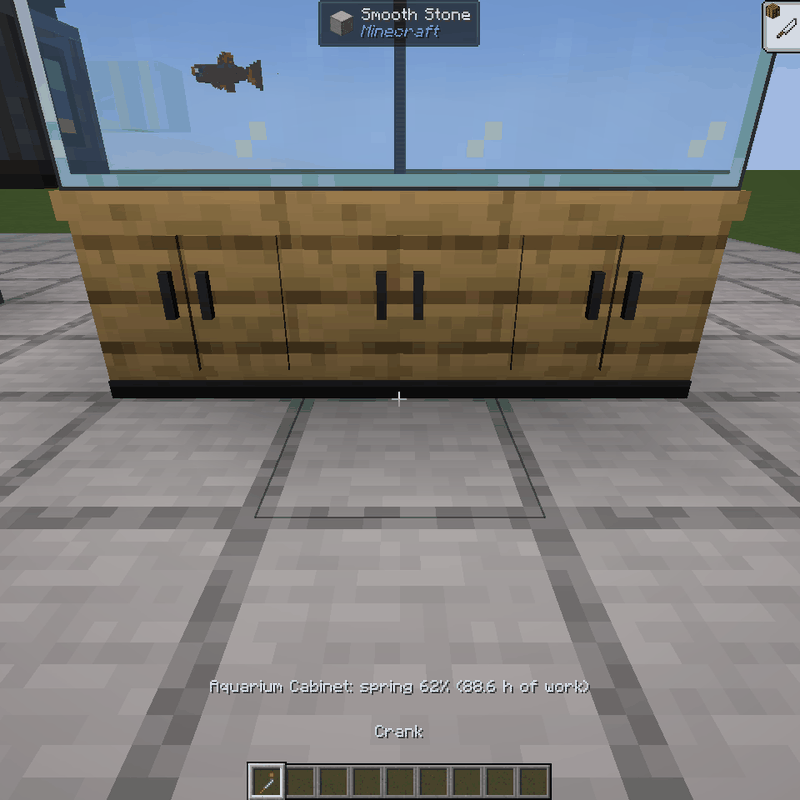 Smooth Stone
Minecraft
Aquarium Cabinet: spring 62% (88.6 h of work)
Crank